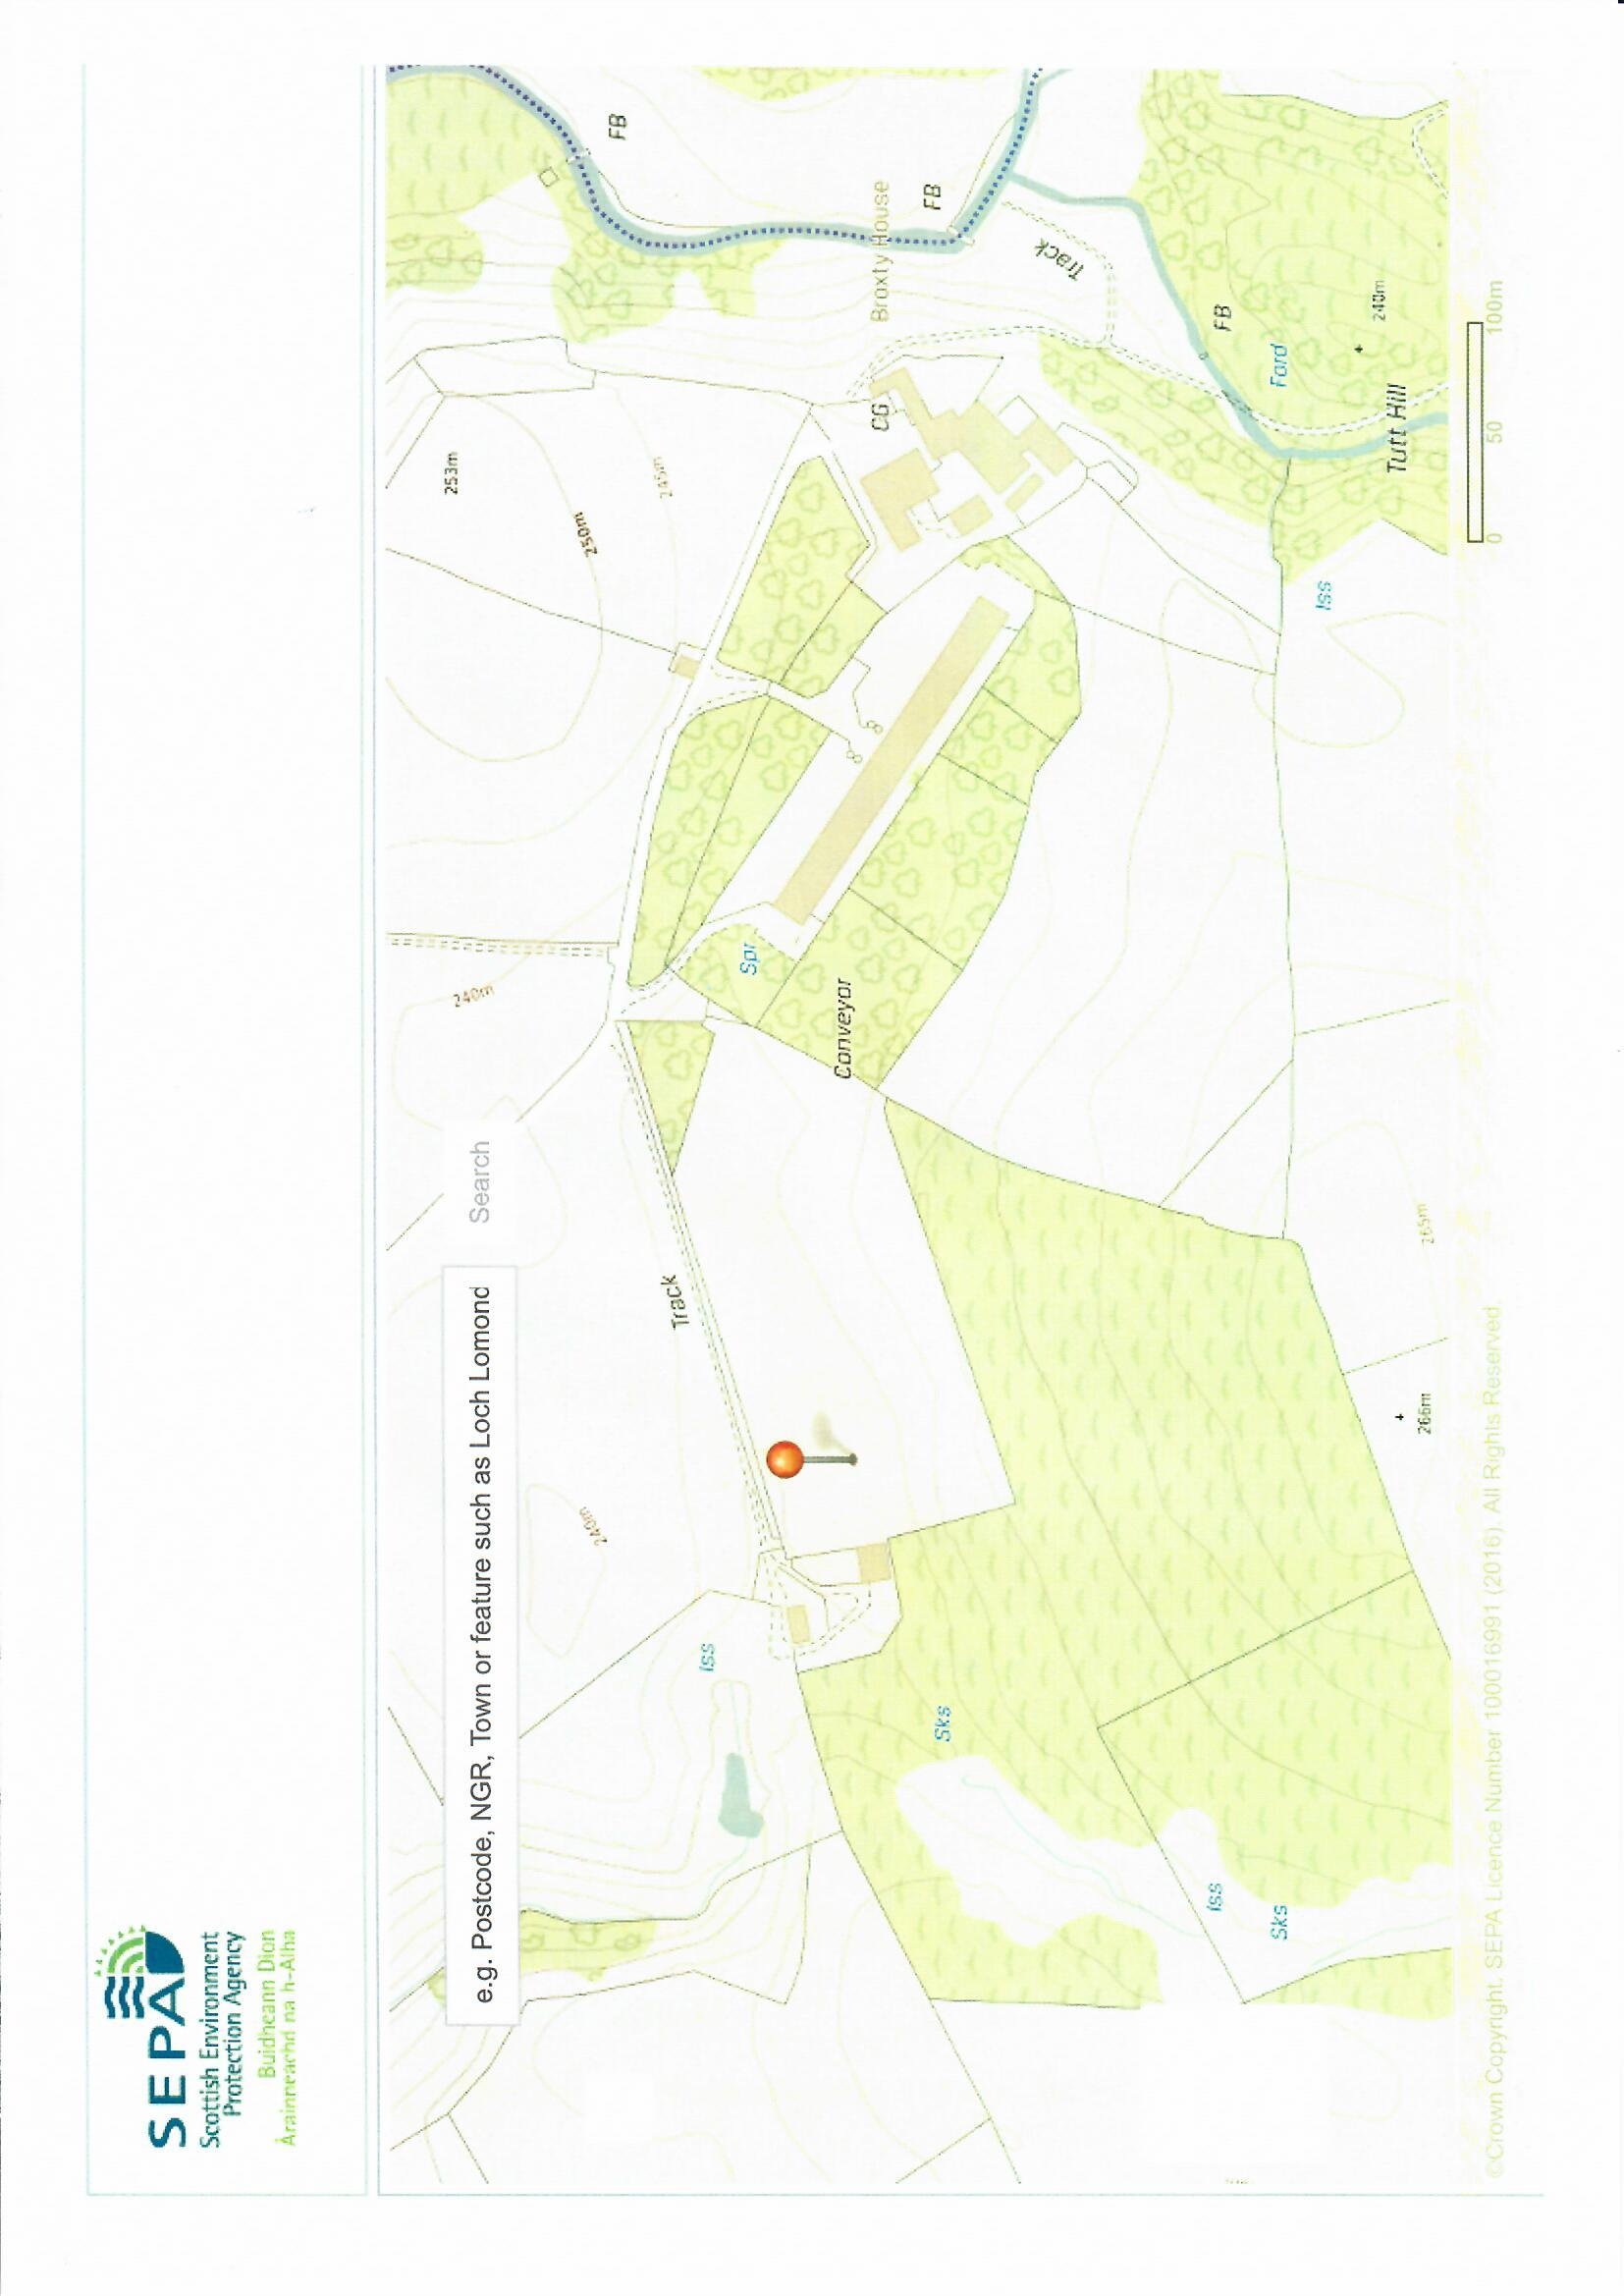 SEPA
Scottish Environment
Protection Agency
Buidheann Dìon
Àrainneachd na h-Alba
e.g. Postcode, NGR, Town or feature such as Loch Lomond
Search
240m
253m
250m
245m
FB
240m
Track
Iss
Spr
Conveyor
CG
Broxty House
FB
Track
Sks
FB
Ford
Iss
240m
Tutt Hill
Iss
Sks
265m
266m
0
50
100m
©Crown Copyright. SEPA Licence Number 100016991 (2016). All Rights Reserved.